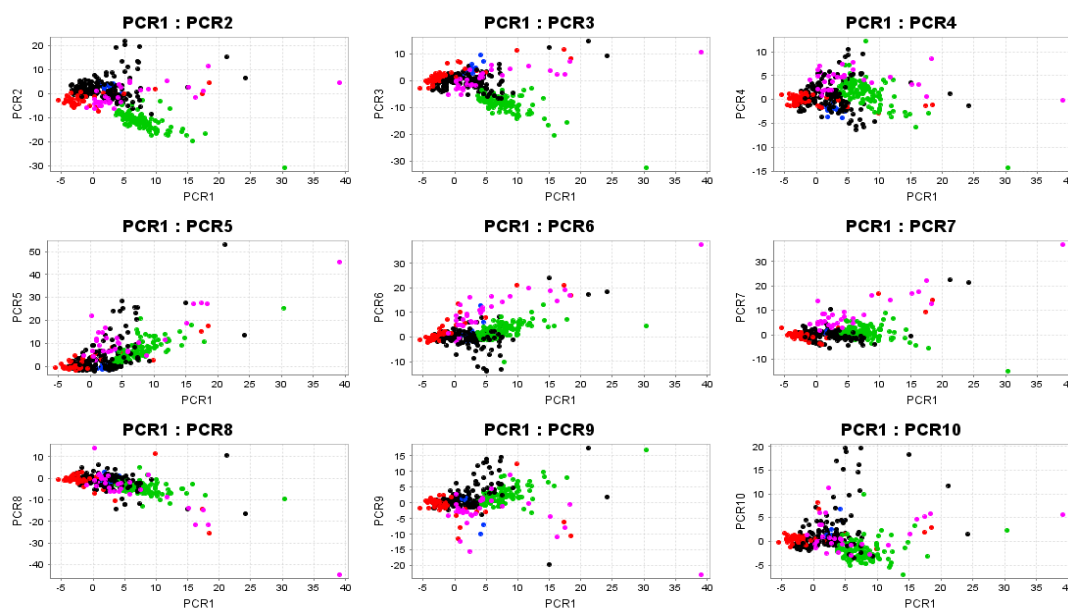 PCR1 : PCR2
PCR1 : PCR3
PCR1 : PCR4
20
10
0
-10
-20
-30
PCR2
-5 0 5 10 15 20 25 30 35 40
PCR1
10
0
-10
-20
-30
PCR3
-5 0 5 10 15 20 25 30 35 40
PCR1
10
5
0
-5
-10
-15
PCR4
-5 0 5 10 15 20 25 30 35 40
PCR1
PCR1 : PCR5
PCR1 : PCR6
PCR1 : PCR7
50
40
30
20
10
0
PCR5
-5 0 5 10 15 20 25 30 35 40
PCR1
30
20
10
0
-10
PCR6
-5 0 5 10 15 20 25 30 35 40
PCR1
30
20
10
0
-10
PCR7
-5 0 5 10 15 20 25 30 35 40
PCR1
PCR1 : PCR8
PCR1 : PCR9
PCR1 : PCR10
10
0
-10
-20
-30
-40
PCR8
-5 0 5 10 15 20 25 30 35 40
PCR1
15
10
5
0
-5
-10
-15
-20
PCR9
-5 0 5 10 15 20 25 30 35 40
PCR1
20
15
10
5
0
-5
PCR10
-5 0 5 10 15 20 25 30 35 40
PCR1